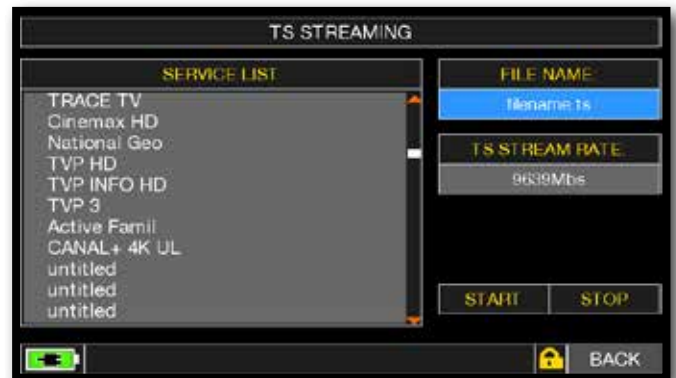 TS STREAMING
SERVICE LIST
TRACE TV
Cinemax HD
National Geo
TVP HD
TVP INFO HD
TVP 3
Active Famil
CANAL+ 4K UL
untitled
untitled
untitled
FILE NAME
filename.ts
TS STREAM RATE
9639Mbs
START STOP
BACK